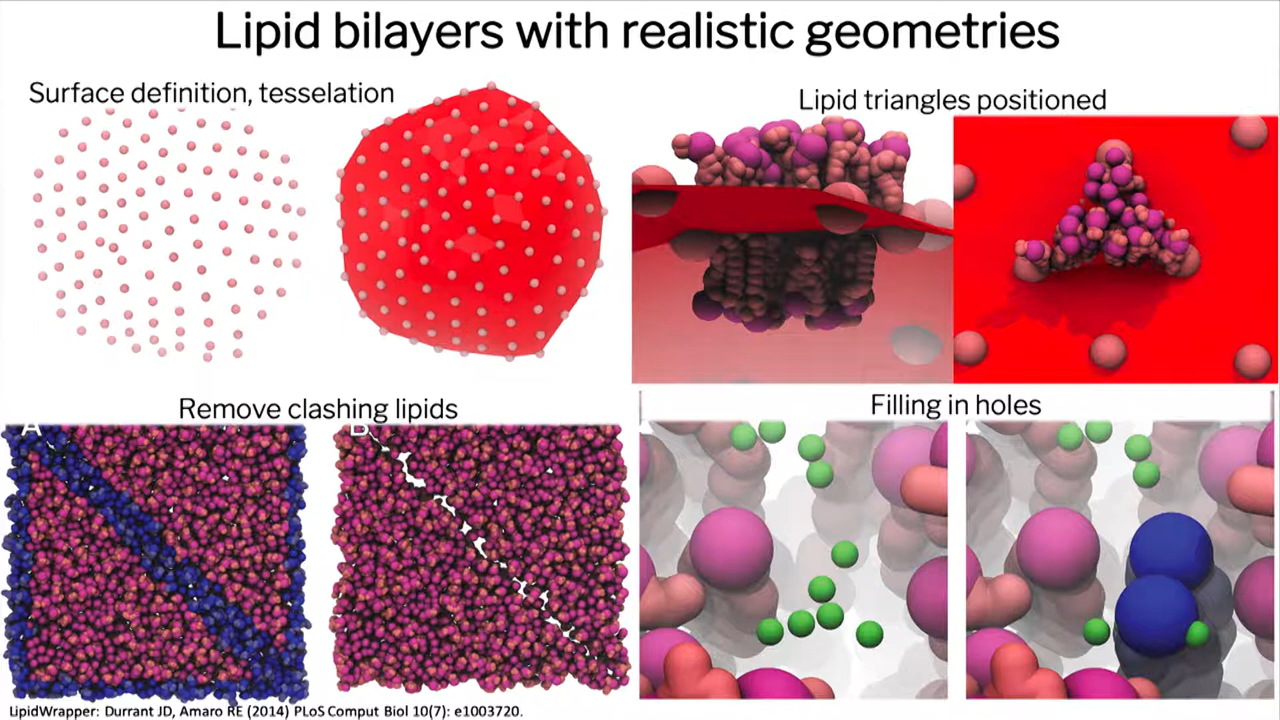 Lipid bilayers with realistic geometries
Surface definition, tesselation
Lipid triangles positioned
Remove clashing lipids
Filling in holes
A
B
LipidWrapper: Durrant JD, Amaro RE (2014) PLoS Comput Biol 10(7): e1003720.